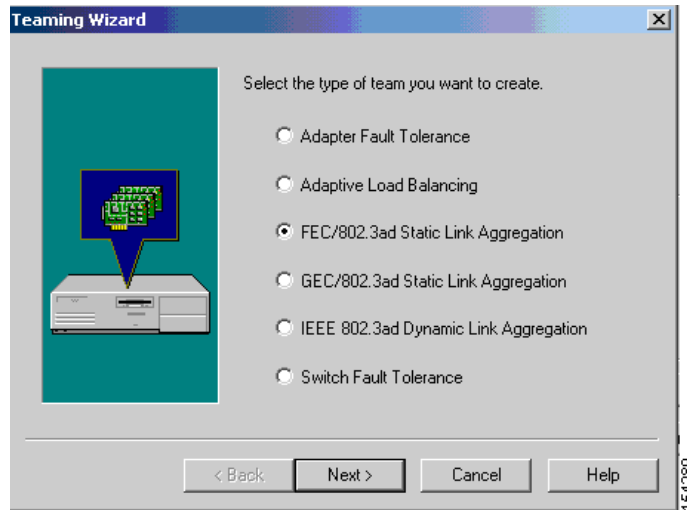 Teaming Wizard
Select the type of team you want to create.
Adapter Fault Tolerance
Adaptive Load Balancing
FEC/802.3ad Static Link Aggregation
GEC/802.3ad Static Link Aggregation
IEEE 802.3ad Dynamic Link Aggregation
Switch Fault Tolerance
< Back
Next >
Cancel
Help